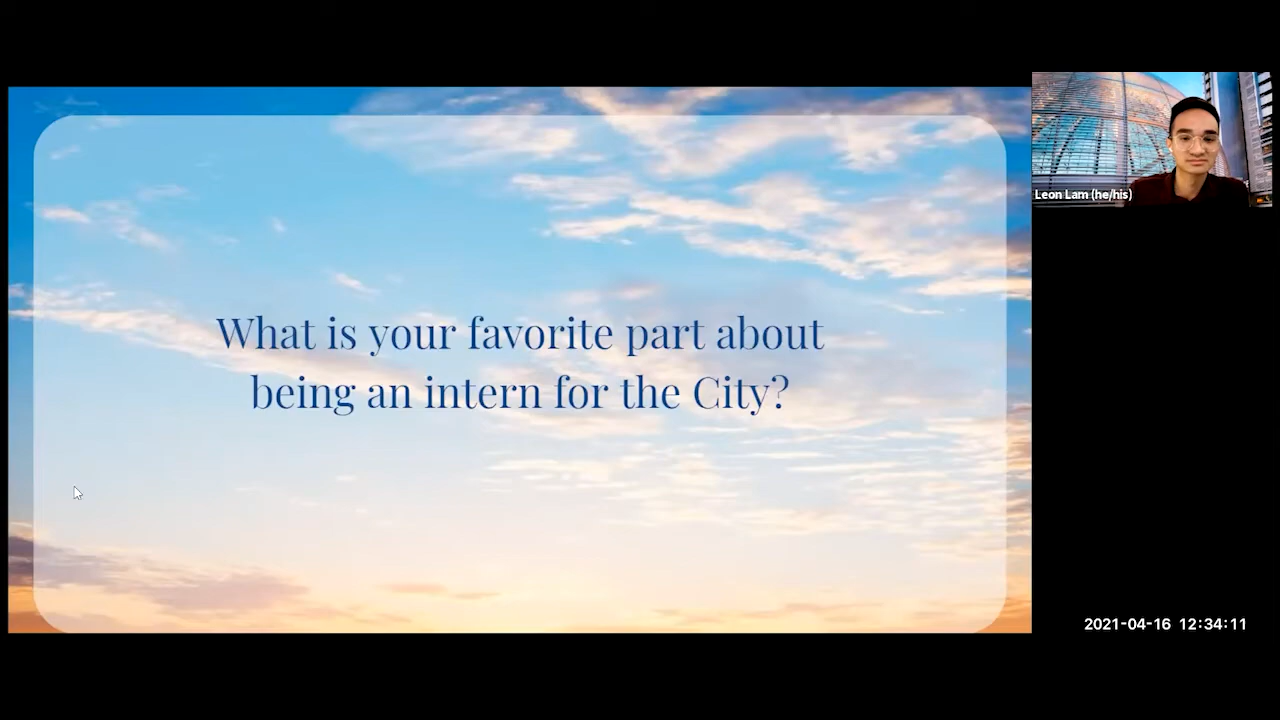 What is your favorite part about
being an intern for the City?
Leon Lam (he/his)
2021-04-16 12:34:11